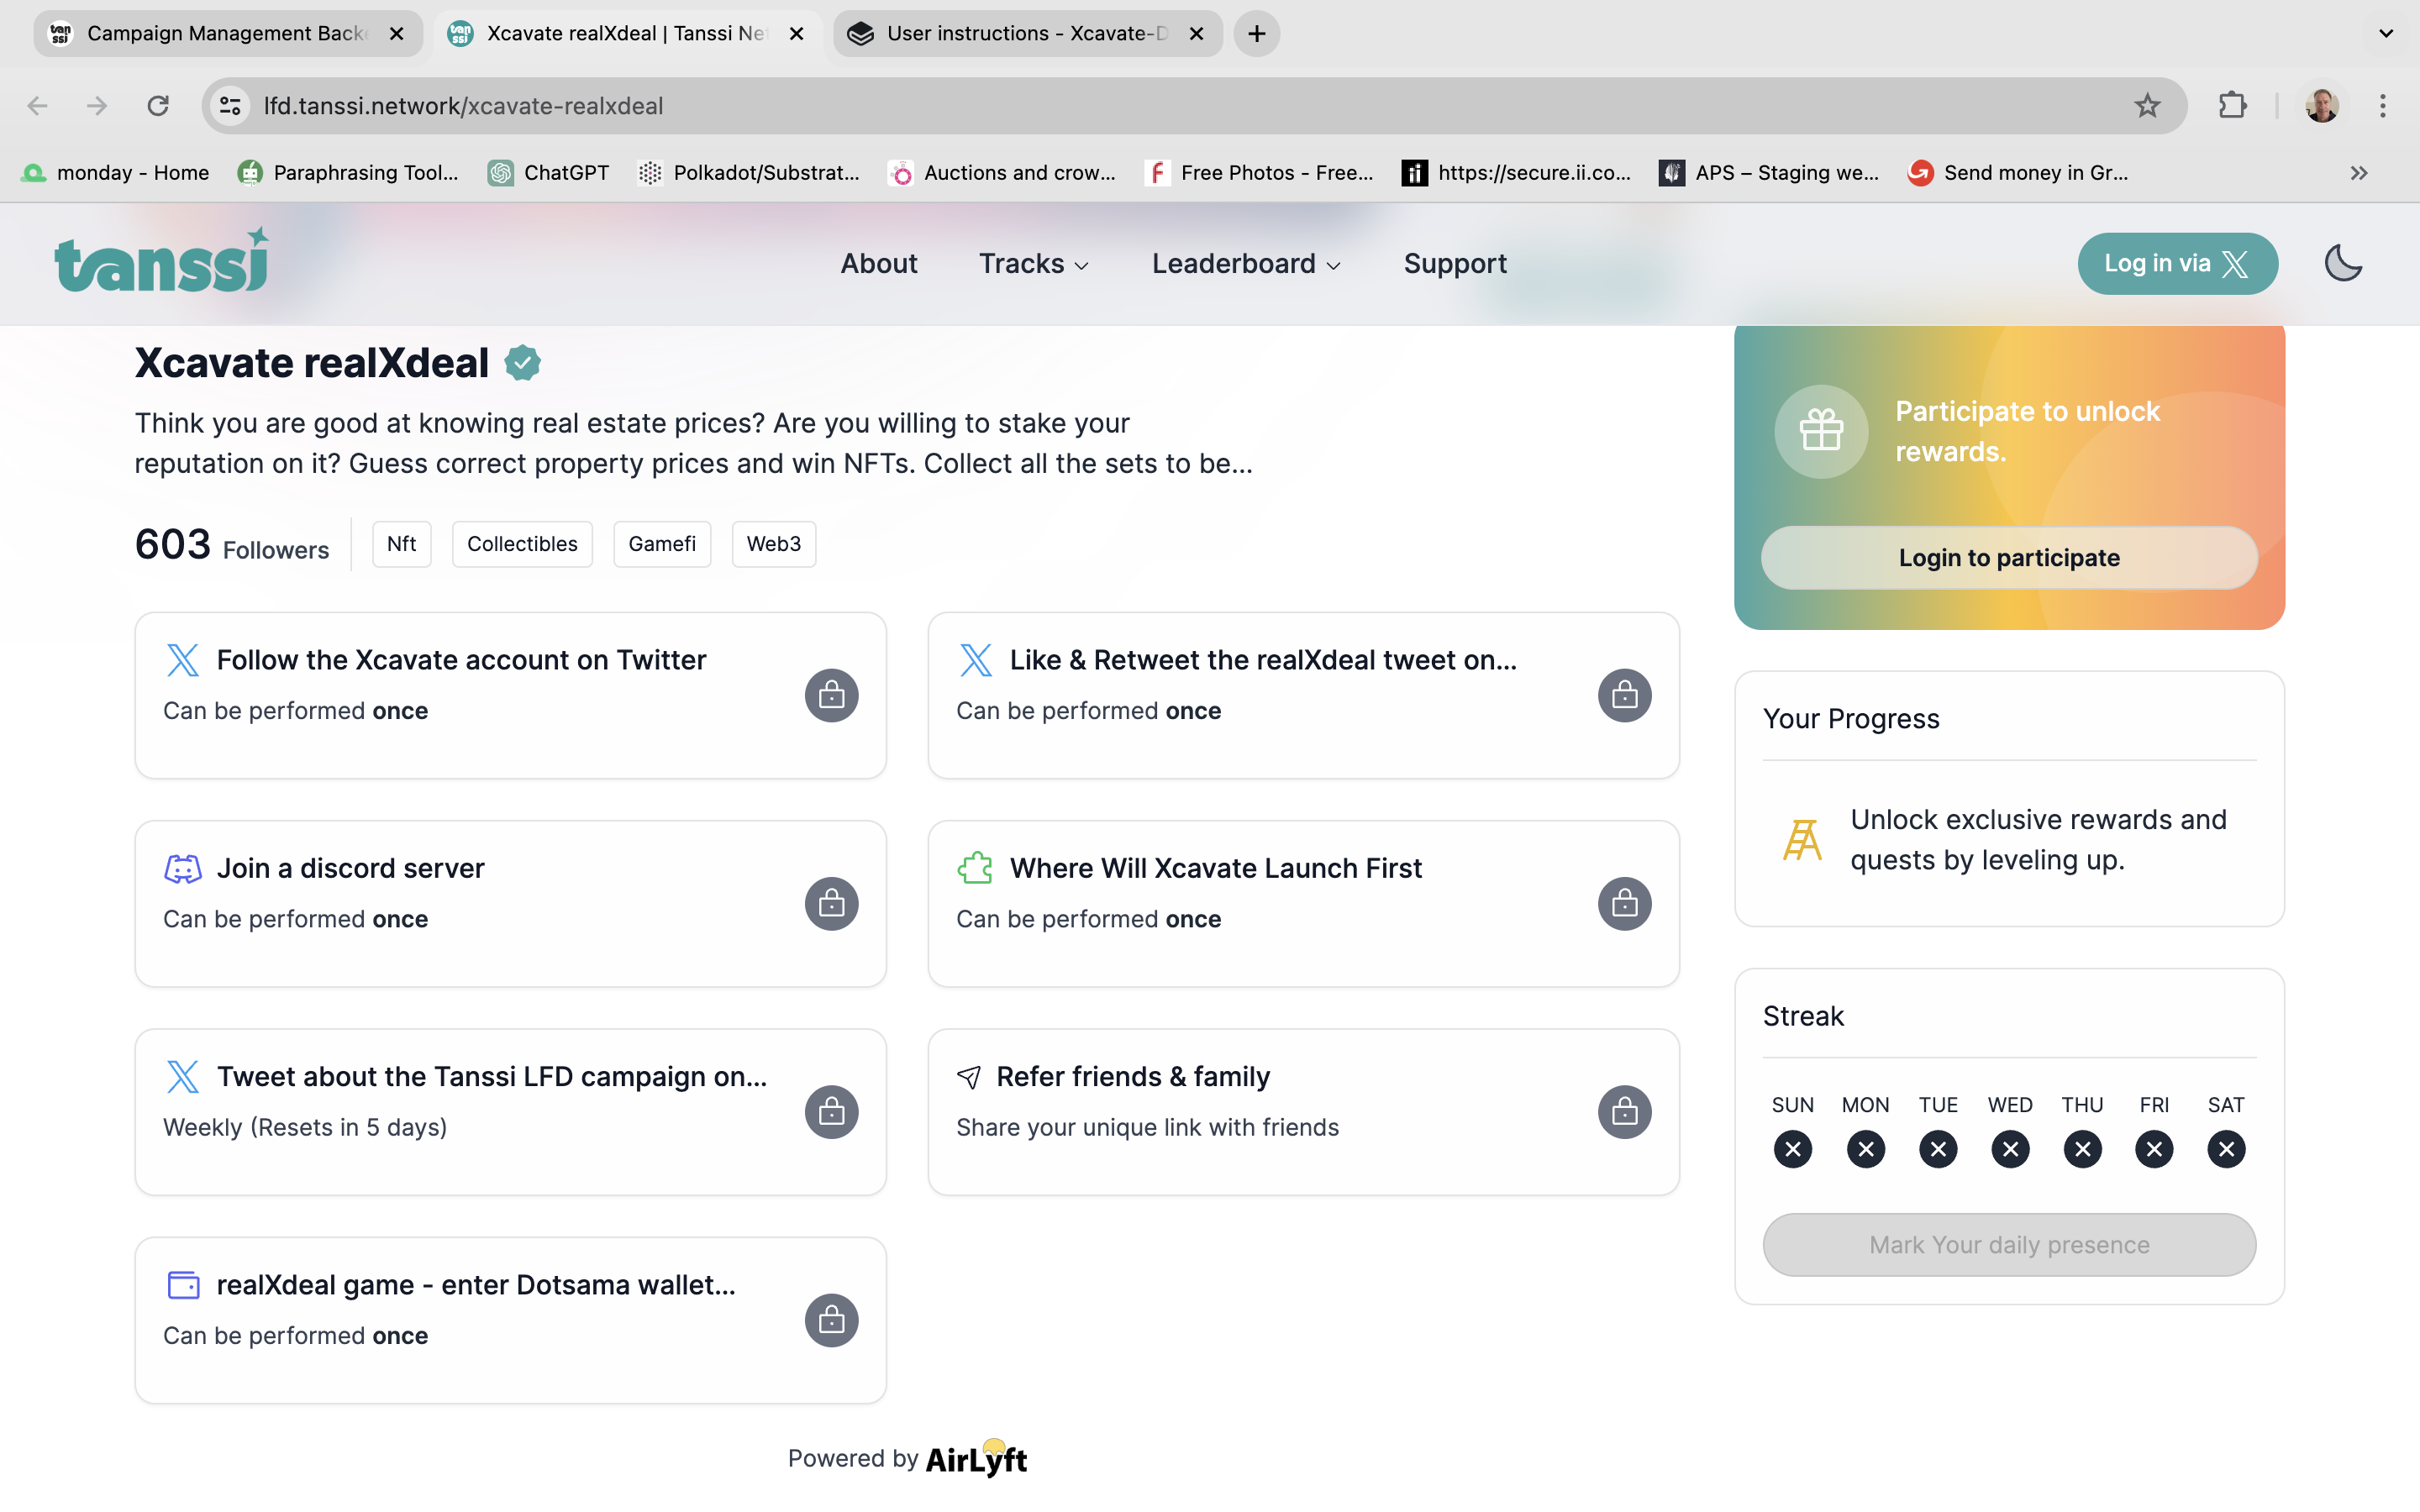 Campaign Management Back
Xcavate realXdeal | Tanssi Ne
User instructions - Xcavate-D
lfd.tanssi.network/xcavate-realxdeal
monday - Home
Paraphrasing Tool...
ChatGPT
Polkadot/Substrat...
Auctions and crow...
Free Photos - Free...
https://secure.ii.co...
APS – Staging we...
Send money in Gr...
tanssi
About
Tracks
Leaderboard
Support
Log in via X
Xcavate realXdeal
Think you are good at knowing real estate prices? Are you willing to stake your
reputation on it? Guess correct property prices and win NFTs. Collect all the sets to be...
603 Followers
Nft
Collectibles
Gamefi
Web3
Participate to unlock
rewards.
Login to participate
Follow the Xcavate account on Twitter
Can be performed once
Like & Retweet the realXdeal tweet on...
Can be performed once
Join a discord server
Can be performed once
Where Will Xcavate Launch First
Can be performed once
Tweet about the Tanssi LFD campaign on...
Weekly (Resets in 5 days)
Refer friends & family
Share your unique link with friends
realXdeal game - enter Dotsama wallet...
Can be performed once
Your Progress
Unlock exclusive rewards and
quests by leveling up.
Streak
SUN MON TUE WED THU FRI SAT
Mark Your daily presence
Powered by AirLyft